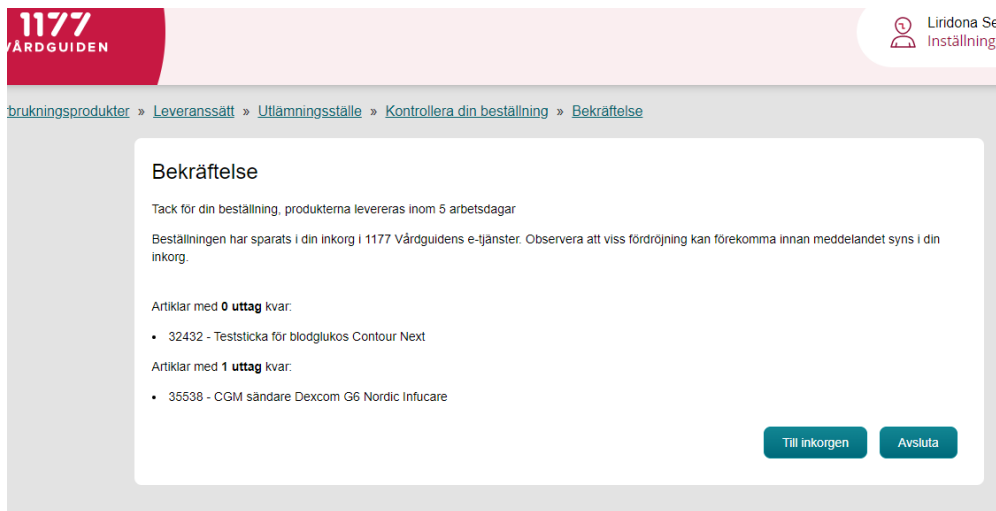 1177
VÅRDGUIDEN
Liridona Se
Inställning
brukningsprodukter » Leveranssätt » Utlämningsställe » Kontrollera din beställning » Bekräftelse
Bekräftelse
Tack för din beställning, produkterna levereras inom 5 arbetsdagar
Beställningen har sparats i din inkorg i 1177 Vårdguidens e-tjänster. Observera att viss fördröjning kan förekomma innan meddelandet syns i din
inkorg.
Artiklar med 0 uttag kvar:
• 32432 - Teststicka för blodglukos Contour Next
Artiklar med 1 uttag kvar:
• 35538 - CGM sändare Dexcom G6 Nordic Infucare
Till inkorgen Avsluta